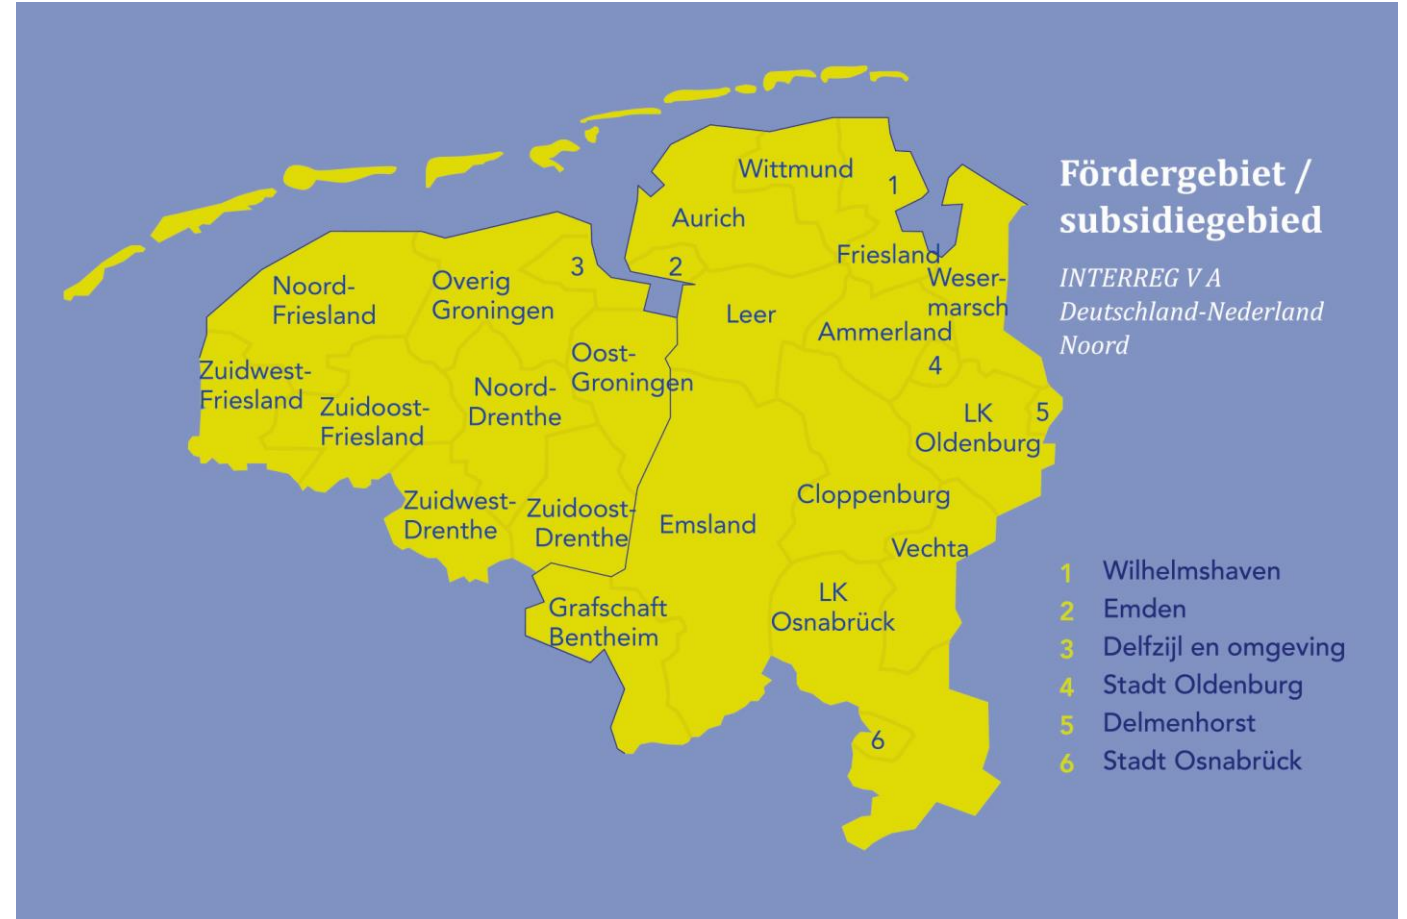 Fördergebiet /
subsidiegebied
INTERREG V A
Deutschland-Nederland
Noord
Wittmund
1
Aurich
Friesland
3
2
Weser-
marsch
Noord-
Friesland
Overig
Groningen
Leer
Ammerland
Oost-
Groningen
4
Zuidwest-
Friesland
Noord-
Drenthe
Zuidoost-
Friesland
LK
Oldenburg
5
Cloppenburg
Zuidwest-
Drenthe
Zuidoost-
Drenthe
Emsland
Vechta
LK
Osnabrück
Grafschaft
Bentheim
6
1 Wilhelmshaven
2 Emden
3 Delfzijl en omgeving
4 Stadt Oldenburg
5 Delmenhorst
6 Stadt Osnabrück